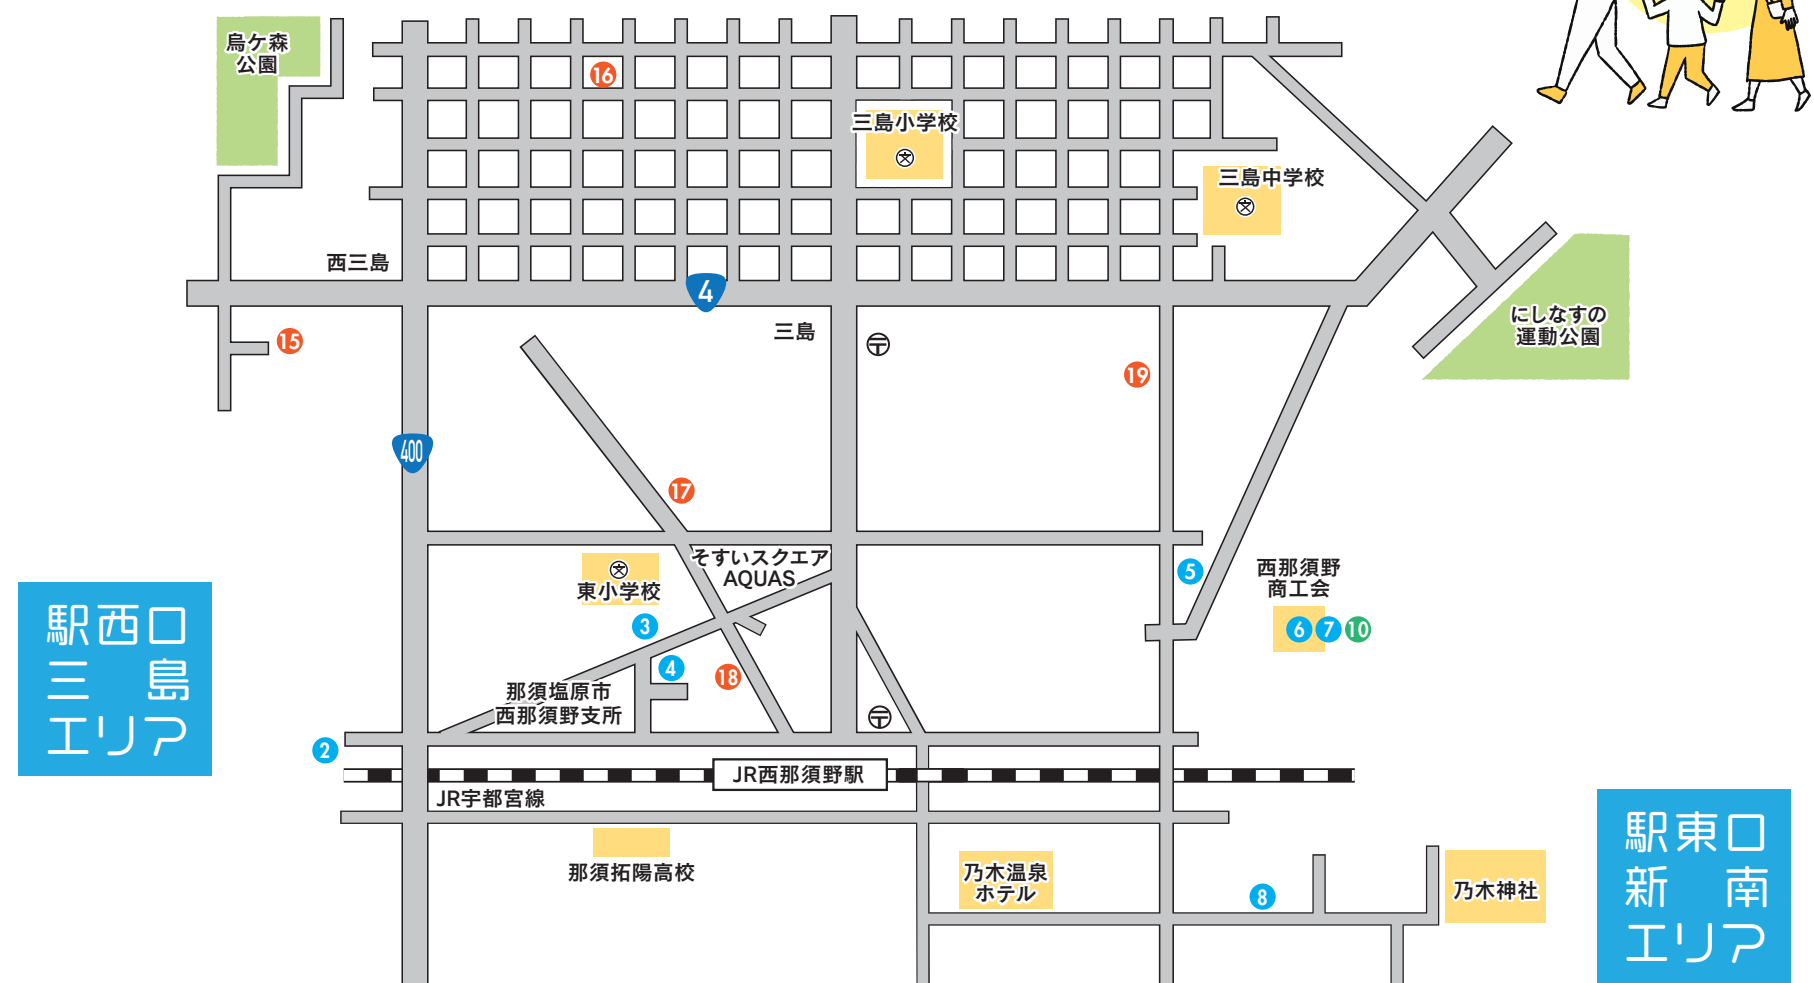 烏ケ森
公園
16
三島小学校
文
三島中学校
文
西三島
4
にしなすの
運動公園
三島
〒
15
19
400
17
そすいスクエア
AQUAS
文
東小学校
5
西那須野
商工会
6
7
10
駅西口
三島
エリア
3
4
18
那須塩原市
西那須野支所
〒
2
JR西那須野駅
JR宇都宮線
那須拓陽高校
乃木温泉
ホテル
8
乃木神社
駅東口
新南
エリア